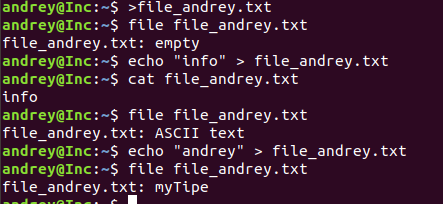 andrey@Inc:~$ >file_andrey.txt
andrey@Inc:~$ file file_andrey.txt
file_andrey.txt: empty
andrey@Inc:~$ echo "info" > file_andrey.txt
andrey@Inc:~$ cat file_andrey.txt
info
andrey@Inc:~$ file file_andrey.txt
file_andrey.txt: ASCII text
andrey@Inc:~$ echo "andrey" > file_andrey.txt
andrey@Inc:~$ file file_andrey.txt
file_andrey.txt: myTipe
andrey@Inc:~$